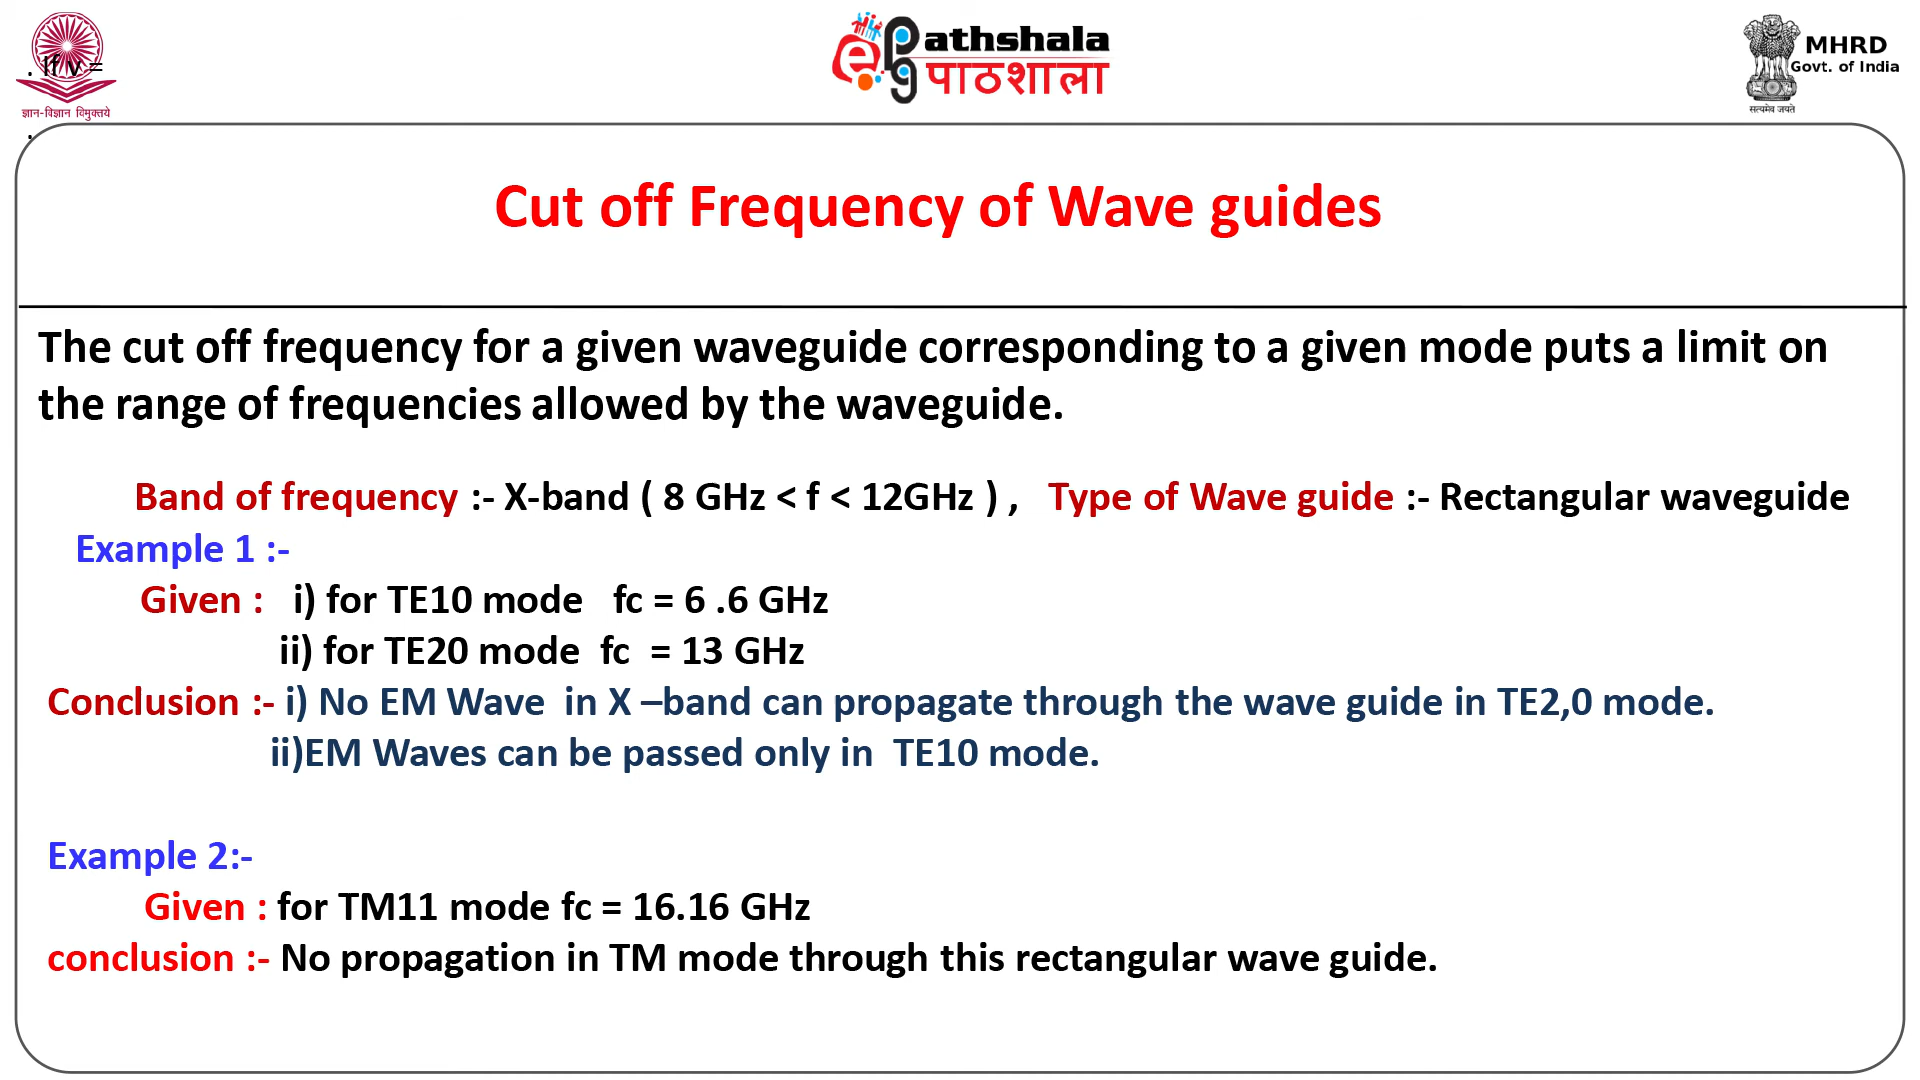 . If v =
ज्ञान-विज्ञान विमुक्तये
.
e
pg
athshala
पाठशाला
MHRD
Govt. of India
सत्यमेव जयते
Cut off Frequency of Wave guides
The cut off frequency for a given waveguide corresponding to a given mode puts a limit on
the range of frequencies allowed by the waveguide.
Band of frequency :- X-band ( 8 GHz < f < 12GHz ) , Type of Wave guide :- Rectangular waveguide
Example 1 :-
Given : i) for TE10 mode fc = 6 .6 GHz
ii) for TE20 mode fc = 13 GHz
Conclusion :- i) No EM Wave in X –band can propagate through the wave guide in TE2,0 mode.
ii)EM Waves can be passed only in TE10 mode.
Example 2:-
Given : for TM11 mode fc = 16.16 GHz
conclusion :- No propagation in TM mode through this rectangular wave guide.